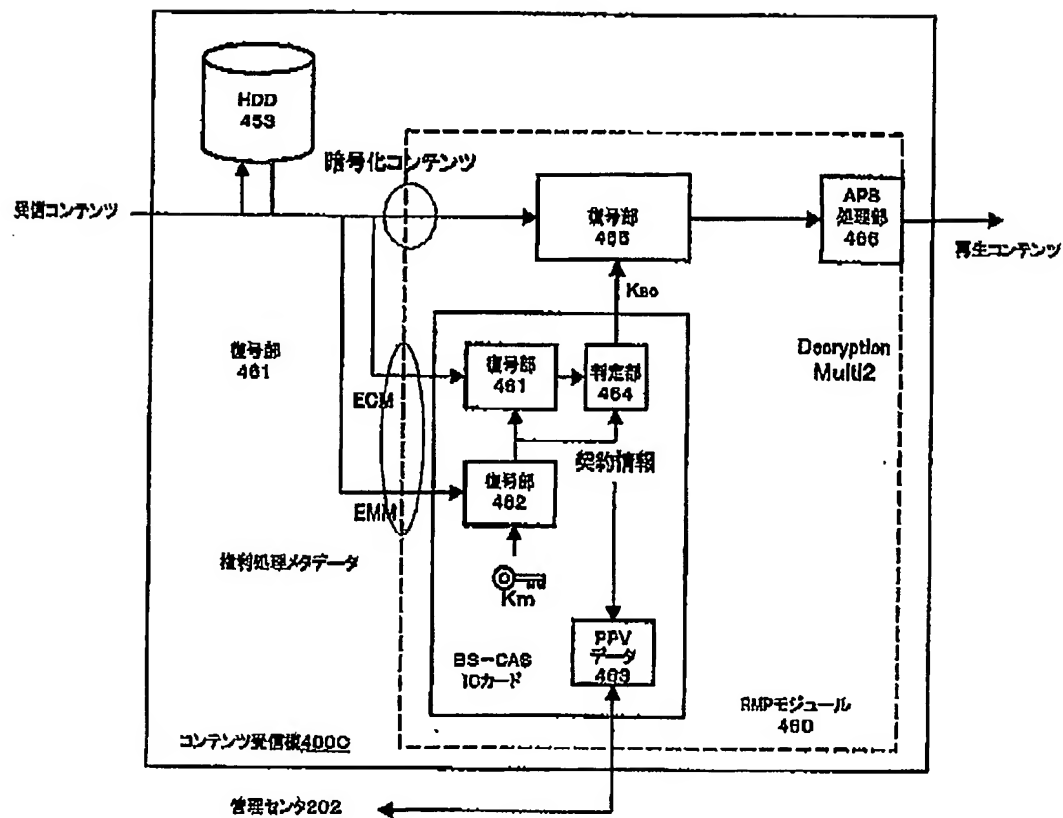 HDD
453
暗号化コンテンツ
受信コンテンツ
復号部
465
APS
処理部
466
再生コンテンツ
Ksc
復号部
461
ECM
復号部
461
判定部
464
Decryption
Multi2
契約情報
EMM
復号部
462
権利処理メタデータ
Km
PPV
データ
463
BS-CAS
ICカード
RMPモジュール
460
コンテンツ受信機400C
管理センタ202